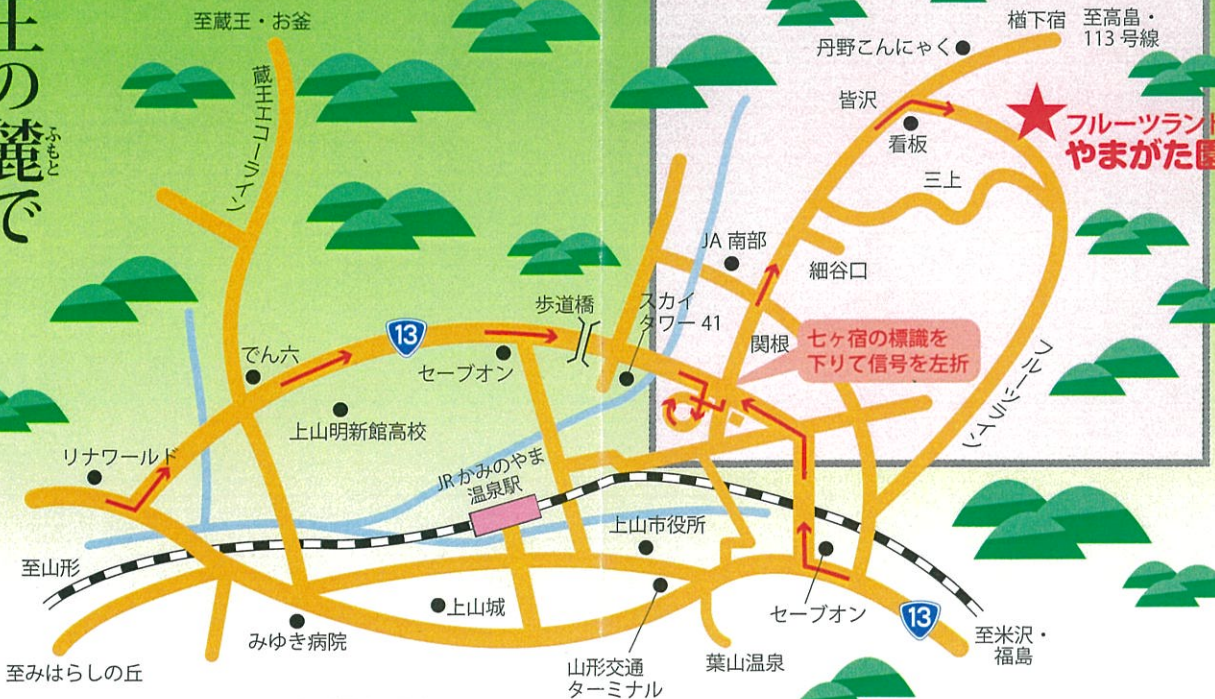 の麓で
ふもと
至蔵王・お釜
蔵王エコーライン
楢下宿
至高畠・
113号線
丹野こんにゃく
皆沢
看板
フルーツランド
やまがた園
三上
JA 南部
細谷口
歩道橋
スカイ
タワー 41
関根
七ヶ宿の標識を
下りて信号を左折
フルーツライン
13
でん六
セーブオン
上山明新館高校
リナワールド
JR かみのやま
温泉駅
上山市役所
至山形
上山城
セーブオン
13
みゆき病院
至米沢・
福島
至みはらしの丘
山形交通
ターミナル
葉山温泉